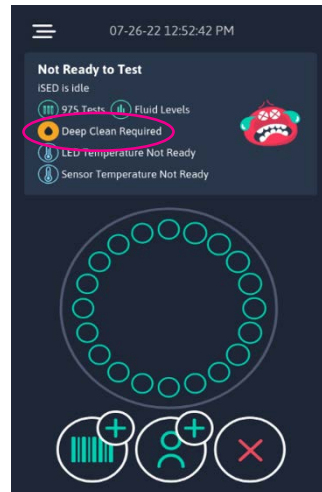 07-26-22 12:52:42 PM
Not Ready to Test
iSED is idle
975 Tests Fluid Levels
Deep Clean Required
LED Temperature Not Ready
Sensor Temperature Not Ready